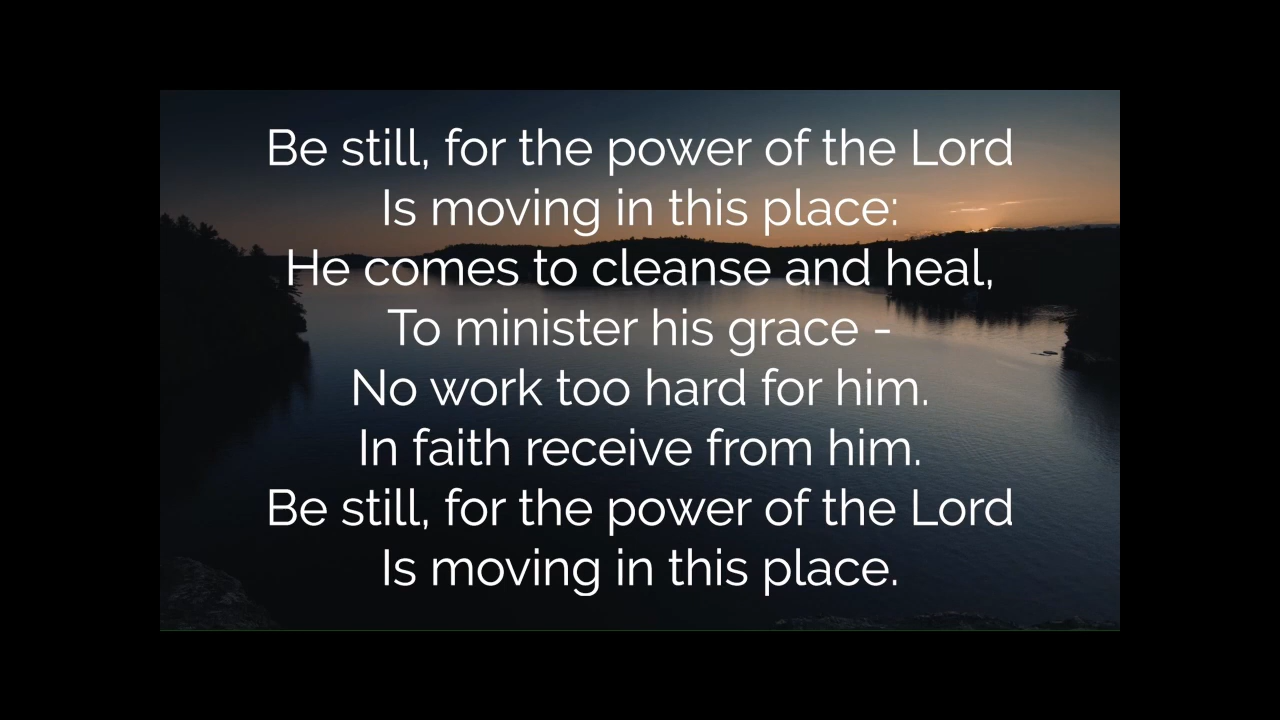 Be still, for the power of the Lord
Is moving in this place:
He comes to cleanse and heal,
To minister his grace -
No work too hard for him.
In faith receive from him.
Be still, for the power of the Lord
Is moving in this place.